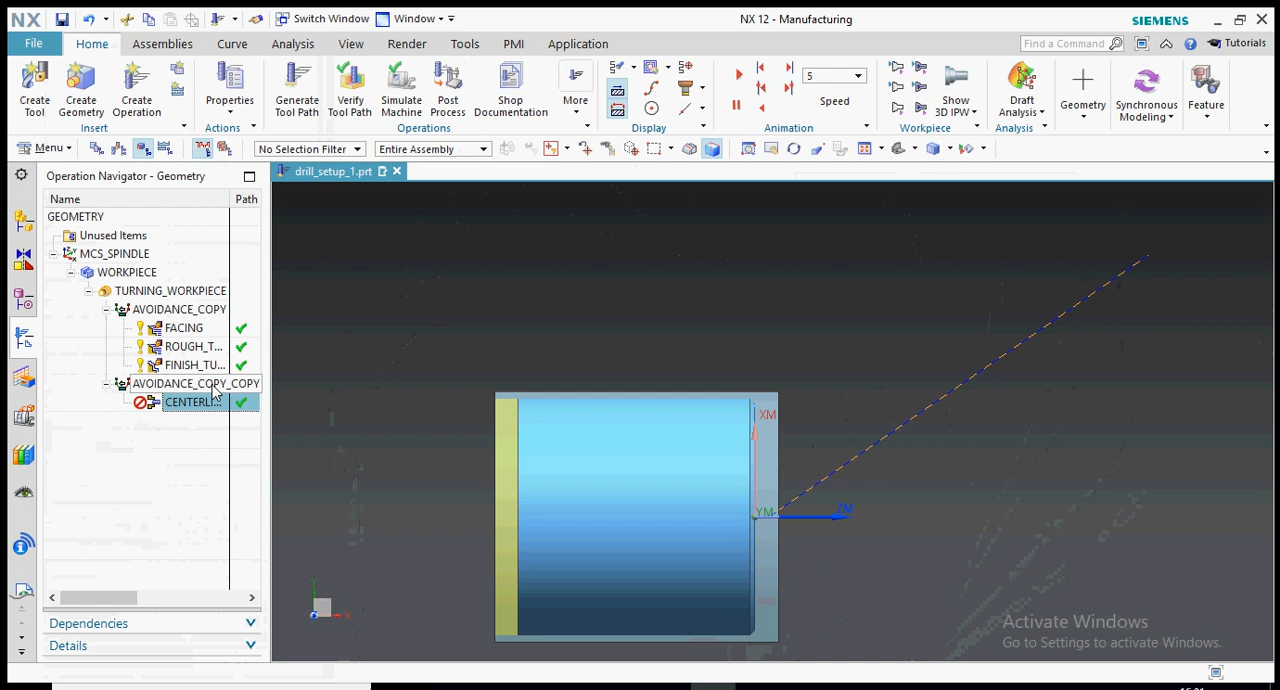 NX
Switch Window
Window
NX 12 - Manufacturing
SIEMENS
File
Home
Assemblies
Curve
Analysis
View
Render
Tools
PMI
Application
Find a Command
Tutorials
Create Tool
Create Geometry
Create Operation
Properties
Generate Tool Path
Verify Tool Path
Simulate Machine
Post Process
Shop Documentation
More
5
Speed
Show 3D IPW
Draft Analysis
Geometry
Synchronous Modeling
Feature
Insert
Actions
Operations
Display
Animation
Workpiece
Analysis
Menu
No Selection Filter
Entire Assembly
Operation Navigator - Geometry
drill_setup_1.prt
Name
Path
GEOMETRY
Unused Items
MCS_SPINDLE
WORKPIECE
TURNING_WORKPIECE
AVOIDANCE_COPY
FACING
ROUGH_T...
FINISH_TU...
AVOIDANCE_COPY_COPY
CENTERLI...
XM
YM
ZM
Y
X
Dependencies
Details
Activate Windows
Go to Settings to activate Windows.